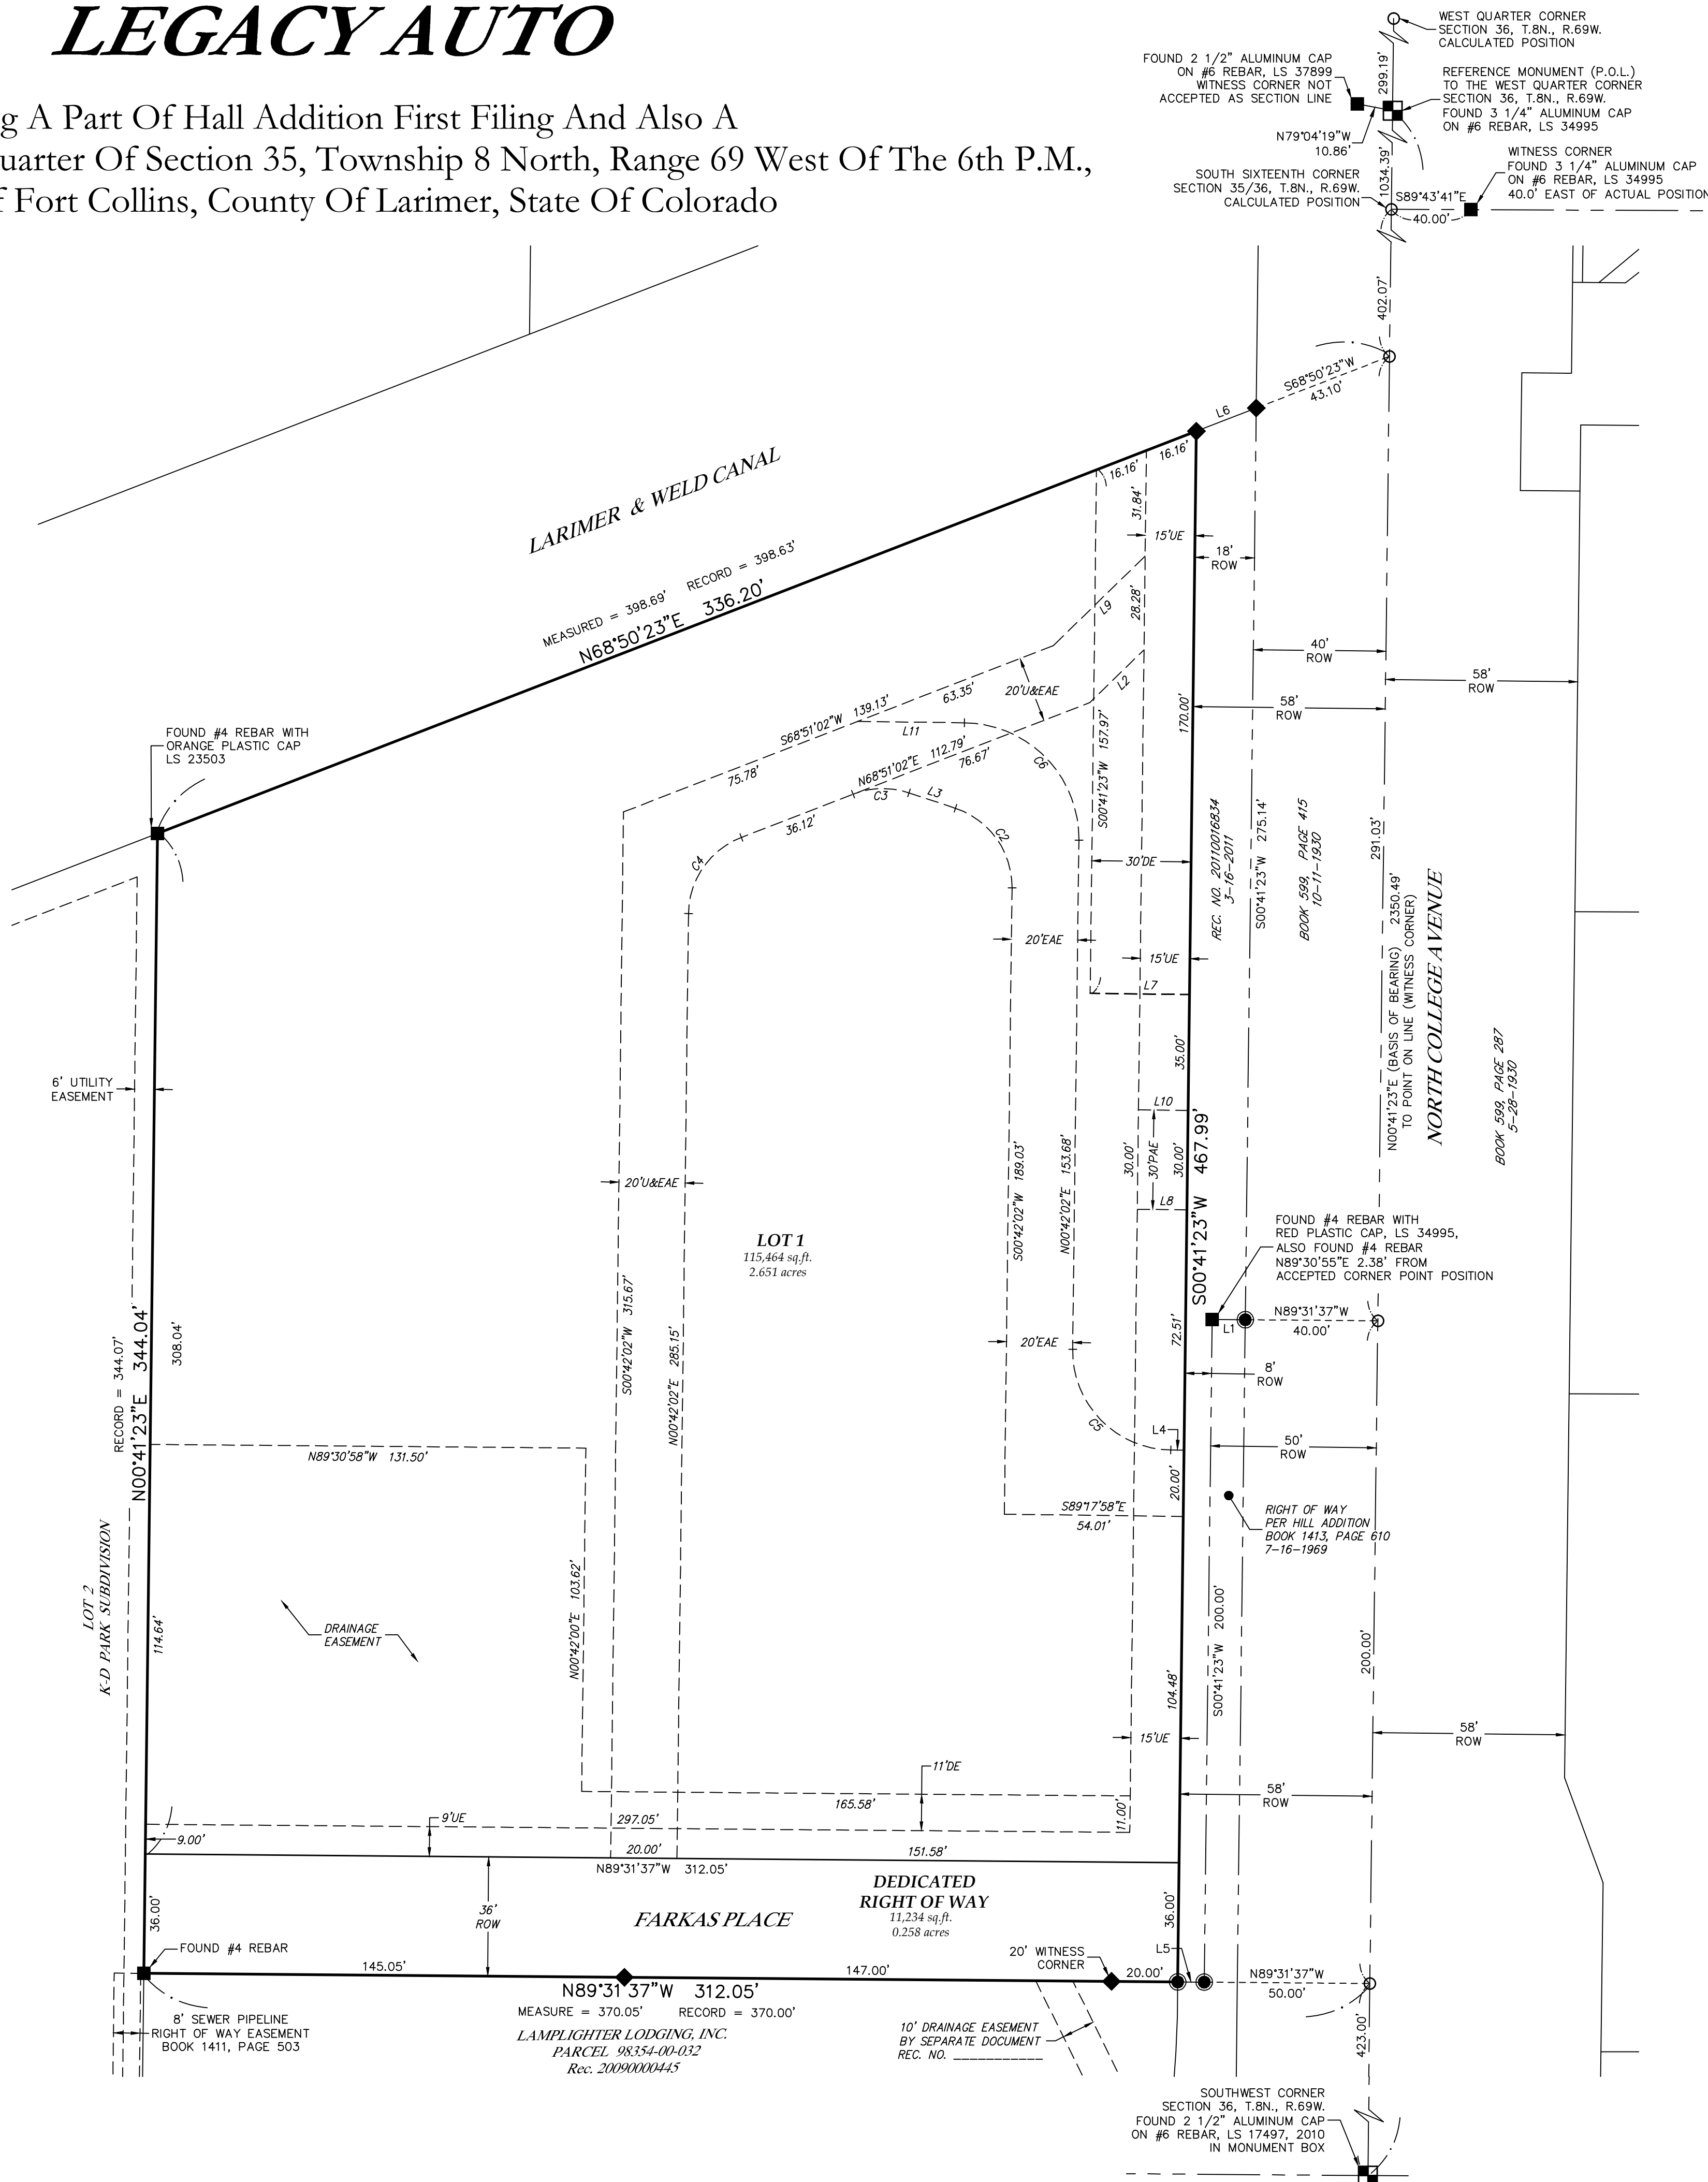 LEGACY AUTO
g A Part Of Hall Addition First Filing And Also A
uarter Of Section 35, Township 8 North, Range 69 West Of The 6th P.M.,
f Fort Collins, County Of Larimer, State Of Colorado
WEST QUARTER CORNER
SECTION 36, T.8N., R.69W.
CALCULATED POSITION
FOUND 2 1/2" ALUMINUM CAP
ON #6 REBAR, LS 37899
WITNESS CORNER NOT
ACCEPTED AS SECTION LINE
299.19'
REFERENCE MONUMENT (P.O.L.)
TO THE WEST QUARTER CORNER
SECTION 36, T.8N., R.69W.
FOUND 3 1/4" ALUMINUM CAP
ON #6 REBAR, LS 34995
N79°04'19"W
10.86'
1034.39'
WITNESS CORNER
FOUND 3 1/4" ALUMINUM CAP
ON #6 REBAR, LS 34995
40.0' EAST OF ACTUAL POSITION
SOUTH SIXTEENTH CORNER
SECTION 35/36, T.8N., R.69W.
CALCULATED POSITION
S89°43'41"E
40.00'
402.07'
S68°50'23"W
43.10'
L6
16.16'
16.16'
LARIMER & WELD CANAL
MEASURED = 398.69' RECORD = 398.63'
N68°50'23"E 336.20'
31.84'
15'UE
18'
ROW
L9
28.28'
40'
ROW
58'
ROW
58'
ROW
20'U&EAE
L2
63.35'
S68°51'02"W 139.13'
75.78'
L11
N68°51'02"E 112.79'
76.67'
C6
S00°41'23"W 157.97'
170.00'
FOUND #4 REBAR WITH
ORANGE PLASTIC CAP
LS 23503
C3
L3
C2
36.12'
C4
30'DE
REC. NO. 20110016834
3-16-2011
S00°41'23"W 275.14'
BOOK 599, PAGE 415
10-11-1930
291.03'
N00°41'23"E (BASIS OF BEARING) 2350.49'
TO POINT ON LINE (WITNESS CORNER)
NORTH COLLEGE AVENUE
BOOK 599, PAGE 287
5-28-1930
20'EAE
15'UE
L7
35.00'
6' UTILITY
EASEMENT
L10
30.00'
30'PAE
30.00'
L8
S00°41'23"W 467.99'
20'U&EAE
S00°42'02"W 189.03'
N00°42'02"E 153.68'
LOT 1
115,464 sq.ft.
2.651 acres
FOUND #4 REBAR WITH
RED PLASTIC CAP, LS 34995,
ALSO FOUND #4 REBAR
N89°30'55"E 2.38' FROM
ACCEPTED CORNER POINT POSITION
N89°31'37"W
40.00'
L1
S00°42'02"W 315.67'
N00°42'02"E 285.15'
RECORD = 344.07'
N00°41'23"E 344.04'
308.04'
72.51'
20'EAE
8'
ROW
C5
L4
50'
ROW
N89°30'58"W 131.50'
20.00'
S89°17'58"E
54.01'
RIGHT OF WAY
PER HILL ADDITION
BOOK 1413, PAGE 610
7-16-1969
LOT 2
K-D PARK SUBDIVISION
114.64'
DRAINAGE
EASEMENT
N00°42'00"E 103.62'
S00°41'23"W 200.00'
200.00'
104.48'
15'UE
58'
ROW
11'DE
58'
ROW
165.58'
11.00'
9'UE
297.05'
9.00'
20.00'
151.58'
N89°31'37"W 312.05'
DEDICATED
RIGHT OF WAY
11,234 sq.ft.
0.258 acres
36.00'
36'
ROW
FARKAS PLACE
36.00'
FOUND #4 REBAR
20' WITNESS
CORNER
L5
145.05'
147.00'
20.00'
N89°31'37"W
50.00'
N89°31'37"W 312.05'
MEASURE = 370.05' RECORD = 370.00'
LAMPLIGHTER LODGING, INC.
PARCEL 98354-00-032
Rec. 20090000445
8' SEWER PIPELINE
RIGHT OF WAY EASEMENT
BOOK 1411, PAGE 503
10' DRAINAGE EASEMENT
BY SEPARATE DOCUMENT
REC. NO. ____________
423.00'
SOUTHWEST CORNER
SECTION 36, T.8N., R.69W.
FOUND 2 1/2" ALUMINUM CAP
ON #6 REBAR, LS 17497, 2010
IN MONUMENT BOX